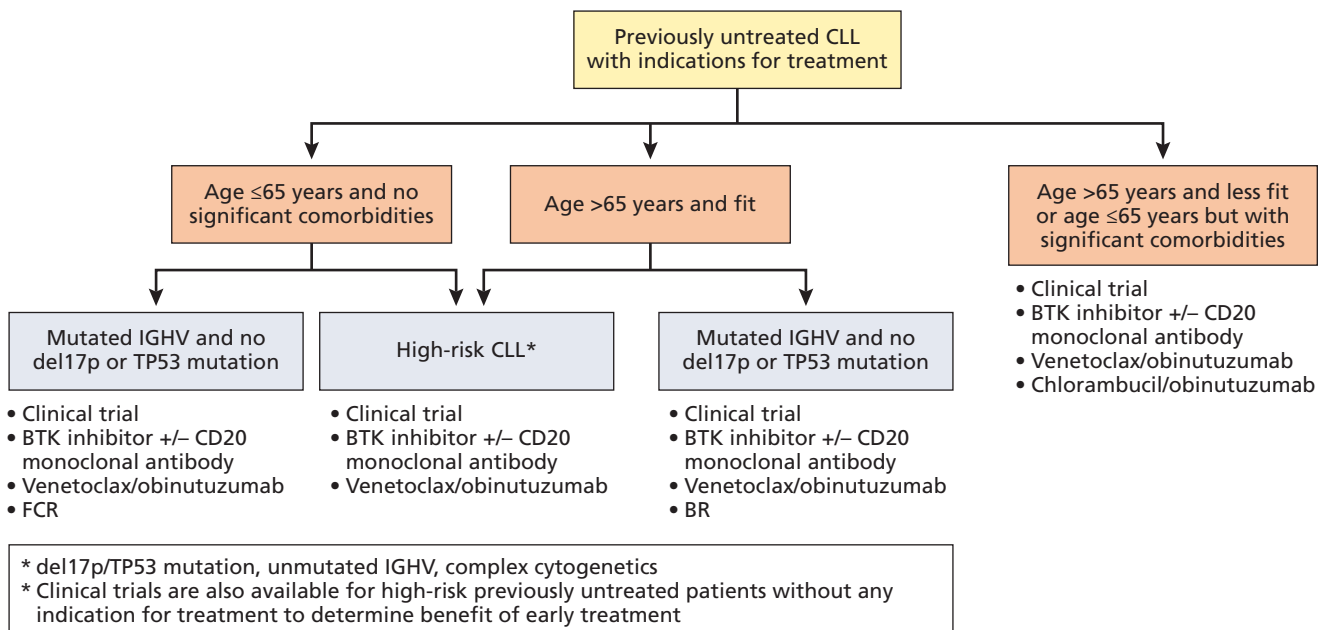 Previously untreated CLL
with indications for treatment
Age ≤65 years and no
significant comorbidities
Age >65 years and fit
Age >65 years and less fit
or age ≤65 years but with
significant comorbidities
Mutated IGHV and no
del17p or TP53 mutation
• Clinical trial
• BTK inhibitor +/– CD20
monoclonal antibody
• Venetoclax/obinutuzumab
• FCR
High-risk CLL*
• Clinical trial
• BTK inhibitor +/– CD20
monoclonal antibody
• Venetoclax/obinutuzumab
Mutated IGHV and no
del17p or TP53 mutation
• Clinical trial
• BTK inhibitor +/– CD20
monoclonal antibody
• Venetoclax/obinutuzumab
• BR
• Clinical trial
• BTK inhibitor +/– CD20
monoclonal antibody
• Venetoclax/obinutuzumab
• Chlorambucil/obinutuzumab
* del17p/TP53 mutation, unmutated IGHV, complex cytogenetics
* Clinical trials are also available for high-risk previously untreated patients without any
indication for treatment to determine benefit of early treatment